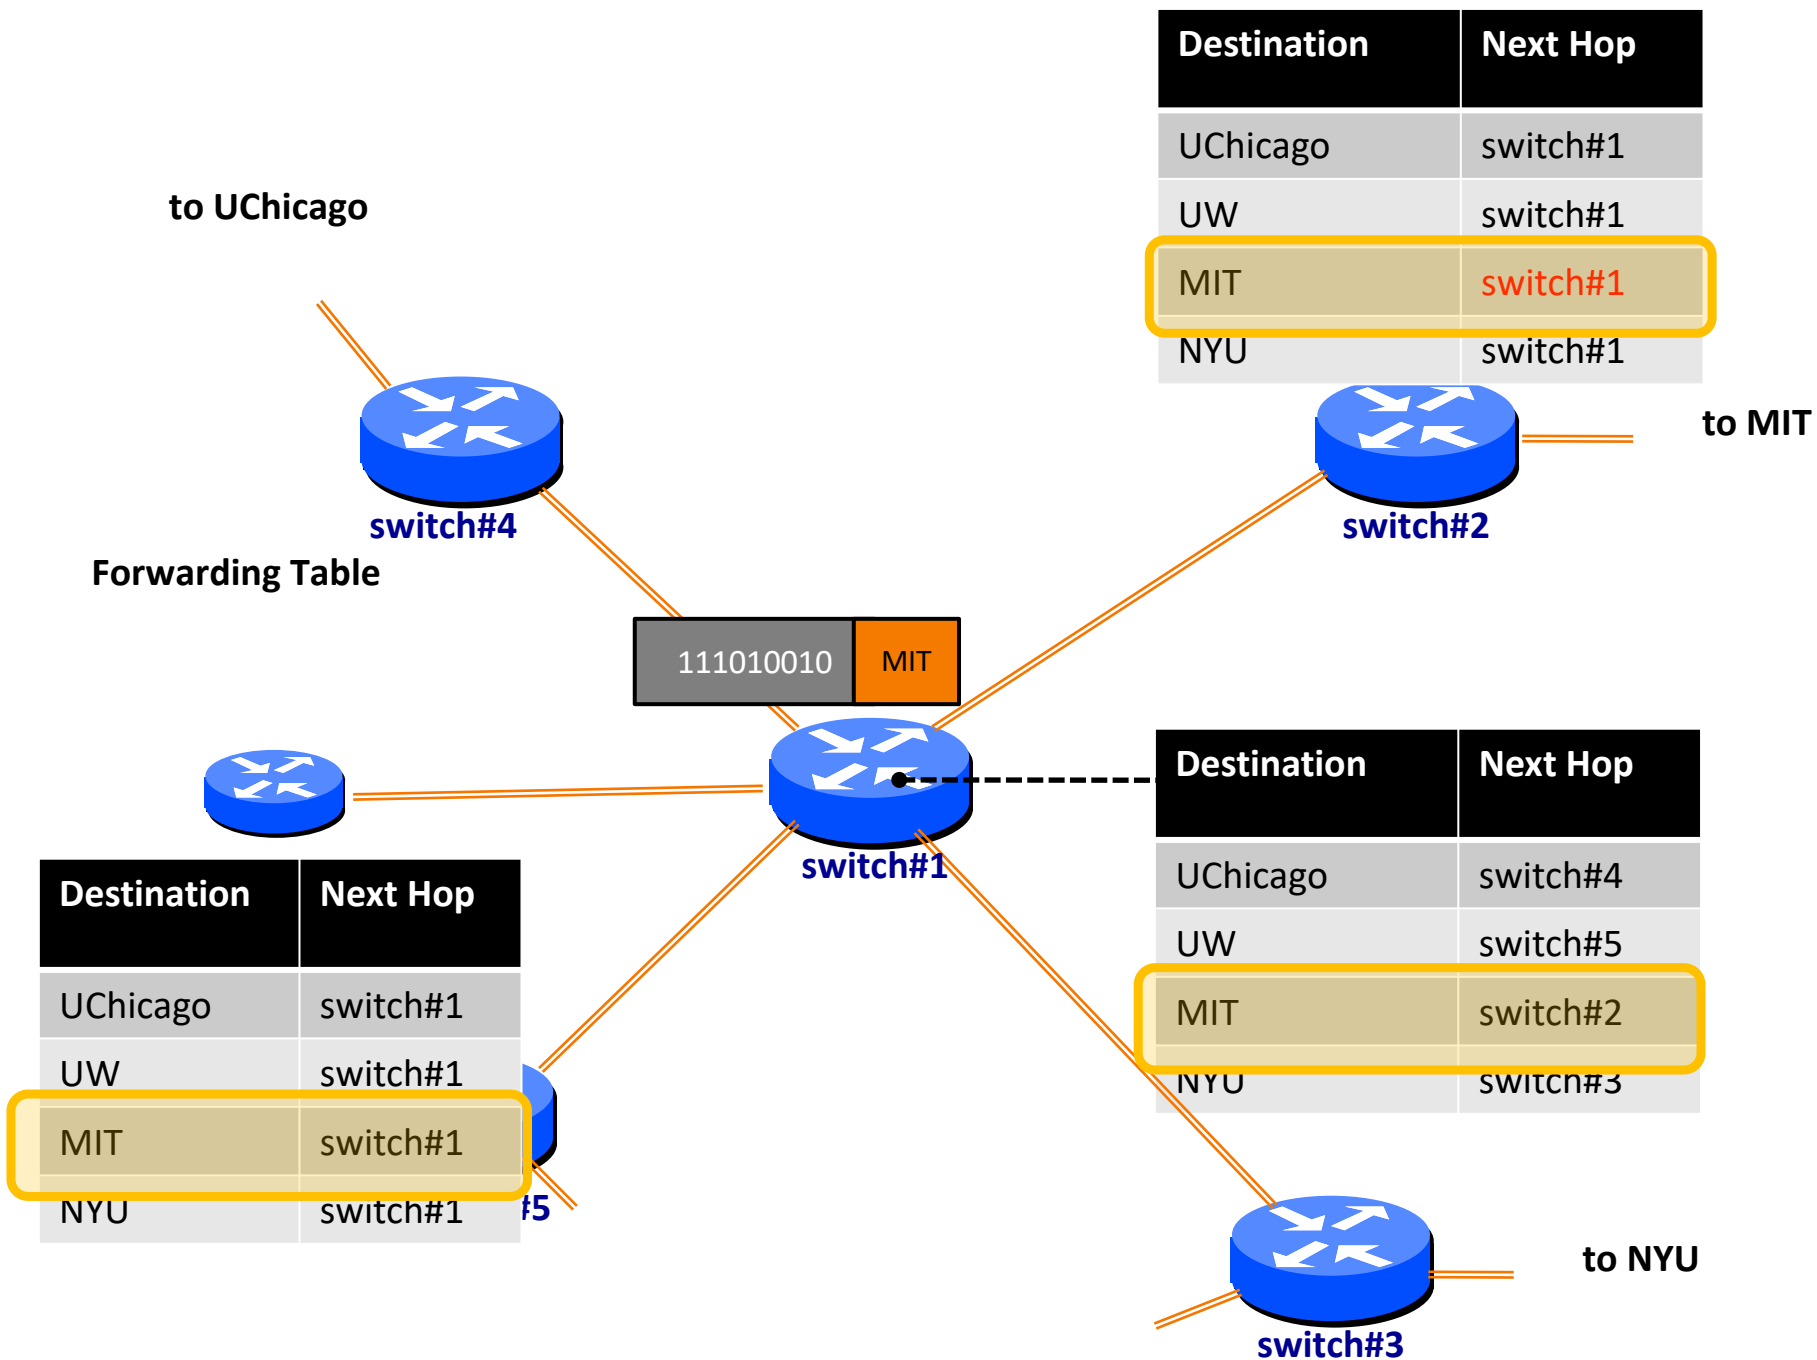 Destination Next Hop
UChicago switch#1
UW switch#1
MIT switch#1
NYU switch#1
to UChicago
to MIT
switch#4
switch#2
Forwarding Table
111010010 MIT
switch#1
Destination Next Hop
UChicago switch#4
UW switch#5
MIT switch#2
NYU switch#3
Destination Next Hop
UChicago switch#1
UW switch#1
MIT switch#1
NYU switch#1
#5
to NYU
switch#3